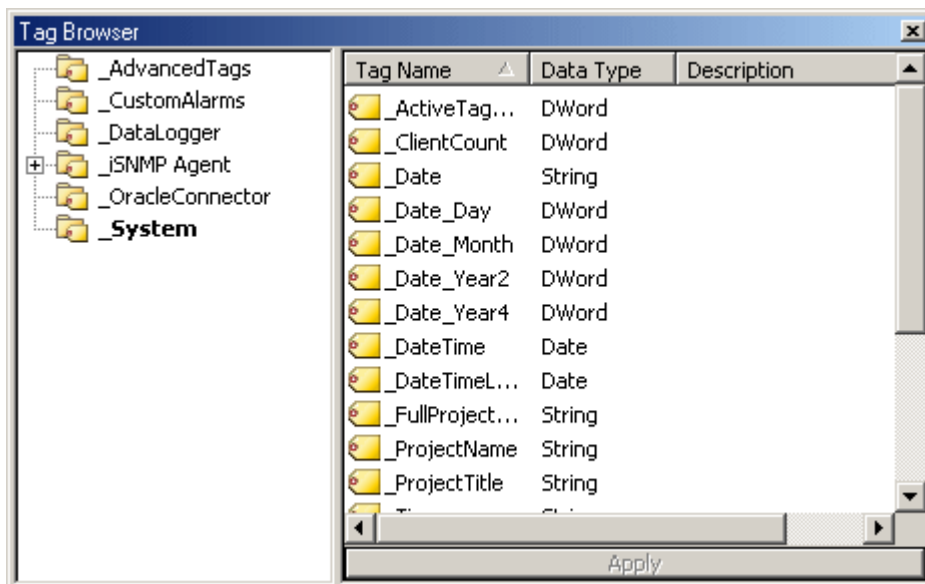 Tag Browser
_AdvancedTags
_CustomAlarms
_DataLogger
_iSNMP Agent
_OracleConnector
_System
Tag Name Data Type Description
_ActiveTag... DWord
_ClientCount DWord
_Date String
_Date_Day DWord
_Date_Month DWord
_Date_Year2 DWord
_Date_Year4 DWord
_DateTime Date
_DateTimeL... Date
_FullProject... String
_ProjectName String
_ProjectTitle String
Apply